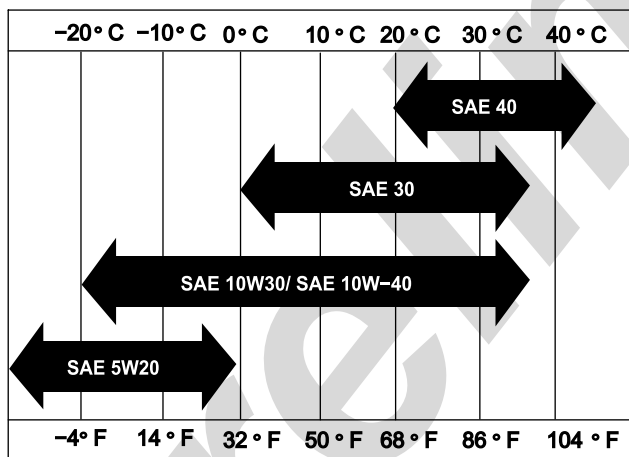 −20° C −10° C 0° C 10° C 20° C 30° C 40° C
SAE 40
SAE 30
SAE 10W30/ SAE 10W−40
SAE 5W20
−4° F 14° F 32° F 50° F 68° F 86° F 104° F